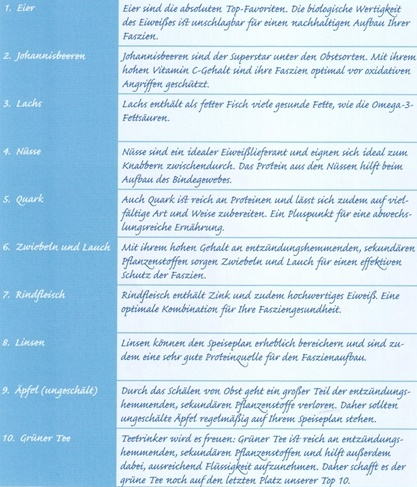 1. Eier
Eier sind die absoluten Top-Favoriten. Die biologische Wertigkeit
des Eiweißes ist unschlagbar für einen nachhaltigen Aufbau Ihrer
Faszien.
2. Johannisbeeren
Johannisbeeren sind der Superstar unter den Obstsorten. Mit ihrem
hohen Vitamin C-Gehalt sind ihre Faszien optimal vor oxidativen
Angriffen geschützt.
3. Lachs
Lachs enthält als fetter Fisch viele gesunde Fette, wie die Omega-3-
Fettsäuren.
4. Nüsse
Nüsse sind ein idealer Eiweißlieferant und eignen sich ideal zum
Knabbern zwischendurch. Das Protein aus den Nüssen hilft beim
Aufbau des Bindegewebes.
5. Quark
Auch Quark ist reich an Proteinen und lässt sich zudem auf viel-
fältige Art und Weise zubereiten. Ein Pluspunkt für eine abwechs-
lungsreiche Ernährung.
6. Zwiebeln und Lauch
Mit ihrem hohen Gehalt an entzündungshemmenden, sekundären
Pflanzenstoffen sorgen Zwiebeln und Lauch für einen effektiven
Schutz der Faszien.
7. Rindfleisch
Rindfleisch enthält Zink und zudem hochwertiges Eiweiß. Eine
optimale Kombination für Ihre Fasziengesundheit.
8. Linsen
Linsen können den Speiseplan erheblich bereichern und sind zu-
dem eine sehr gute Proteinquelle für den Faszienaufbau.
9. Äpfel (ungeschält)
Durch das Schälen von Obst geht ein großer Teil der entzündungs-
hemmenden, sekundären Pflanzenstoffe verloren. Daher sollten
ungeschälte Äpfel regelmäßig auf Ihrem Speiseplan stehen.
10. Grüner Tee
Teetrinker wird es freuen: Grüner Tee ist reich an entzündungs-
hemmenden, sekundären Pflanzenstoffen und hilft außerdem
dabei, ausreichend Flüssigkeit aufzunehmen. Daher schafft es der
grüne Tee noch auf den letzten Platz unserer Top 10.